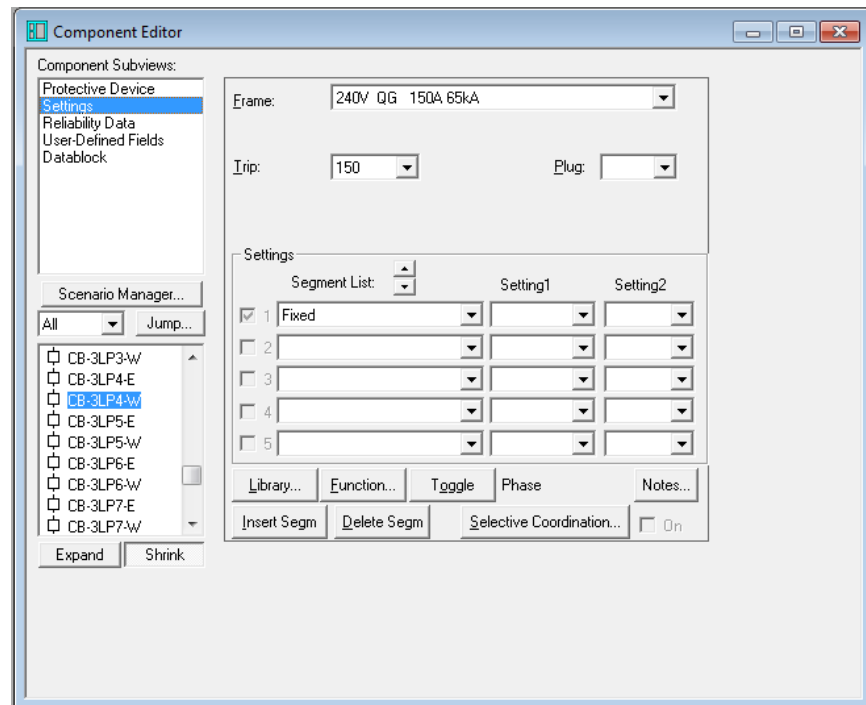 Component Editor
Component Subviews:
Protective Device
Settings
Reliability Data
User-Defined Fields
Datablock
Scenario Manager...
All Jump...
CB-3LP3-W
CB-3LP4-E
CB-3LP4-W
CB-3LP5-E
CB-3LP5-W
CB-3LP6-E
CB-3LP6-W
CB-3LP7-E
CB-3LP7-W
Expand Shrink
Frame: 240V QG 150A 65kA
Trip: 150 Plug:
Settings
Segment List: Setting1 Setting2
1 Fixed
2
3
4
5
Library... Function... Toggle Phase Notes...
Insert Segm Delete Segm Selective Coordination... On